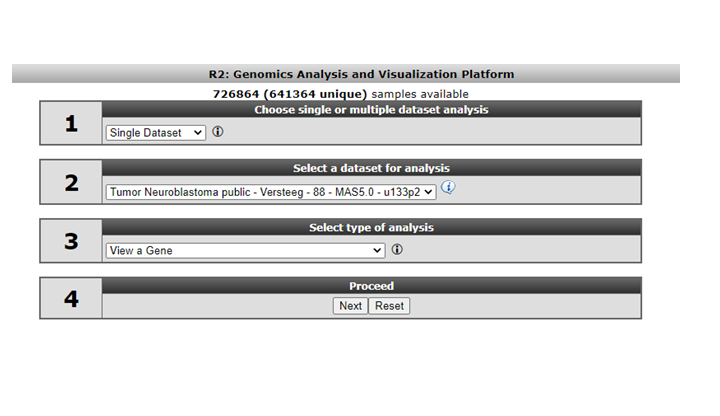 R2: Genomics Analysis and Visualization Platform
726864 (641364 unique) samples available
1
Choose single or multiple dataset analysis
Single Dataset
2
Select a dataset for analysis
Tumor Neuroblastoma public - Versteeg - 88 - MAS5.0 - u133p2
3
Select type of analysis
View a Gene
4
Proceed
Next Reset